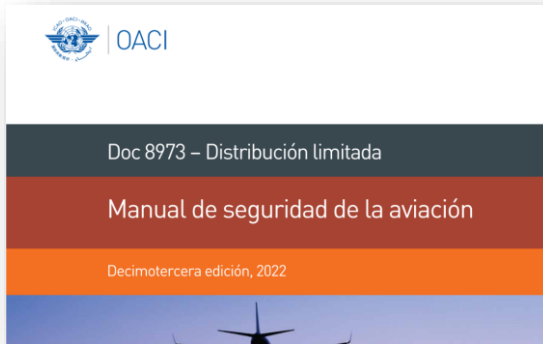 OACI
Doc 8973 – Distribución limitada
Manual de seguridad de la aviación
Decimotercera edición, 2022